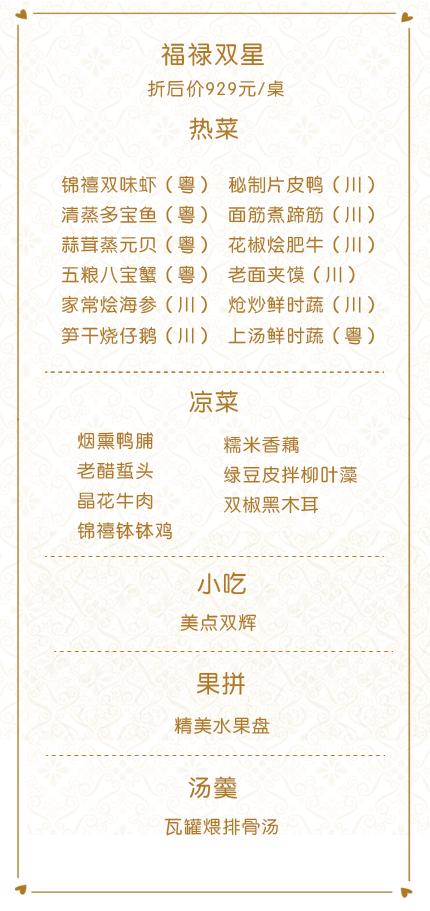 福禄双星
折后价929元/桌
热菜
锦禧双味虾（粤） 秘制片皮鸭（川）
清蒸多宝鱼（粤） 面筋煮蹄筋（川）
蒜茸蒸元贝（粤） 花椒烩肥牛（川）
五粮八宝蟹（粤） 老面夹馍（川）
家常烩海参（川） 炝炒鲜时蔬（川）
笋干烧仔鹅（川） 上汤鲜时蔬（粤）
凉菜
烟熏鸭脯
老醋蜇头
晶花牛肉
锦禧钵钵鸡
糯米香藕
绿豆皮拌柳叶藻
双椒黑木耳
小吃
美点双辉
果拼
精美水果盘
汤羹
瓦罐煨排骨汤